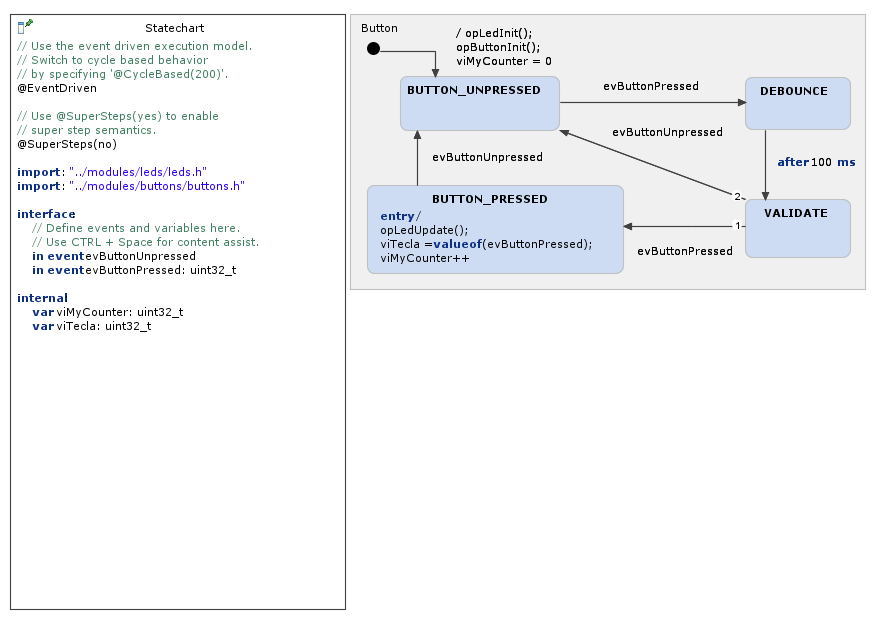 Statechart
// Use the event driven execution model.
// Switch to cycle based behavior
// by specifying '@CycleBased(200)'.
@EventDriven
// Use @SuperSteps(yes) to enable
// super step semantics.
@SuperSteps(no)
import: "../modules/leds/leds.h"
import: "../modules/buttons/buttons.h"
interface
// Define events and variables here.
// Use CTRL + Space for content assist.
in event evButtonUnpressed
in event evButtonPressed: uint32_t
internal
var viMyCounter: uint32_t
var viTecla: uint32_t
Button
/ opLedInit();
opButtonInit();
viMyCounter = 0
BUTTON_UNPRESSED
evButtonPressed
DEBOUNCE
evButtonUnpressed
evButtonUnpressed
after 100 ms
BUTTON_PRESSED
entry /
opLedUpdate();
viTecla =valueof(evButtonPressed);
viMyCounter++
2
VALIDATE
1
evButtonPressed